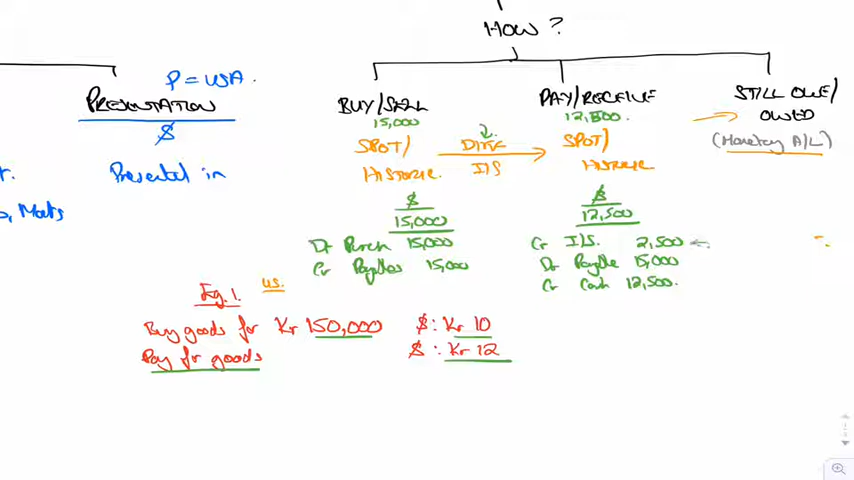 How ?
P = USA.
PRESENTATION
$
Presented in
t.
, Mats
BUY/SELL
15,000
SPOT/
HISTORIC.
$
15,000
Dr Purch 15,000
Cr Payables 15,000
DIFF
I/S
PAY/RECEIVE
12,500.
SPOT/
HISTORIC
$
12,500
Cr I/S. 2,500
Dr Payable 15,000
Cr Cash 12,500.
STILL OWE/
OWED
(Monetary A/L)
Eg. 1.
US.
Buy goods for Kr 150,000 $: Kr 10
Pay for goods $: Kr 12